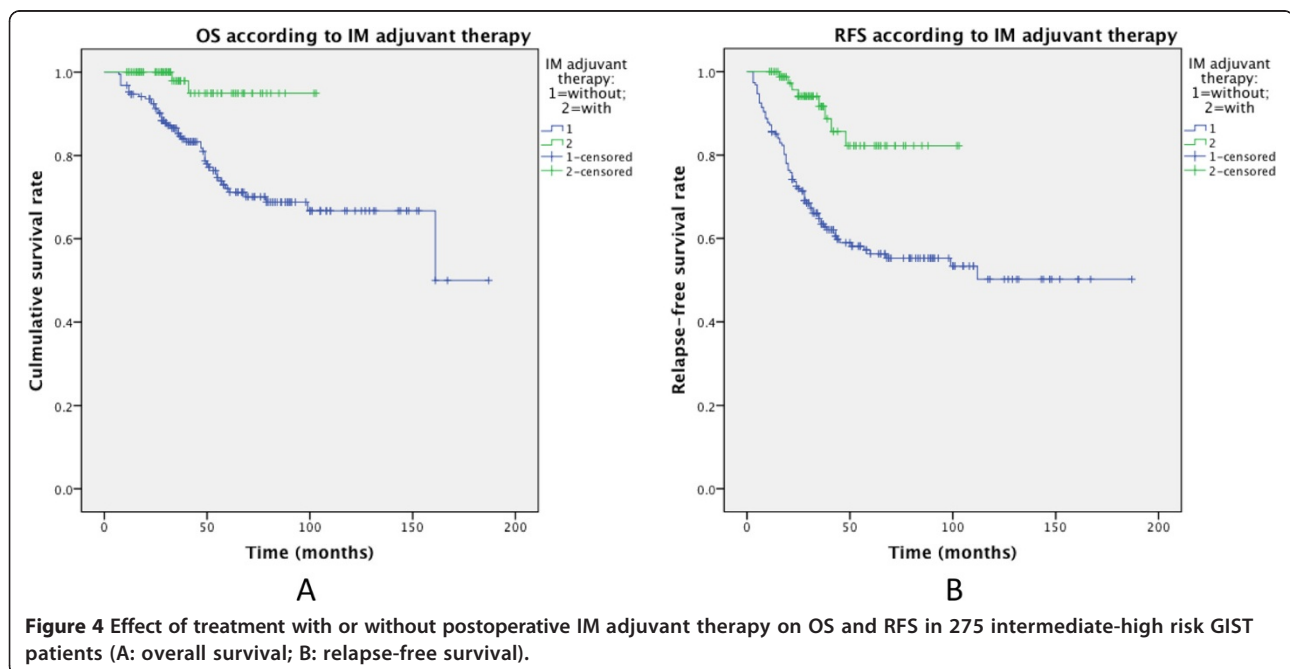 OS according to IM adjuvant therapy
Culmulative survival rate
1.0
0.8
0.6
0.4
0.2
0.0
0
50
100
150
200
Time (months)
IM adjuvant
therapy:
1=without;
2=with
1
2
1-censored
2-censored
A
RFS according to IM adjuvant therapy
Relapse-free survival rate
1.0
0.8
0.6
0.4
0.2
0.0
0
50
100
150
200
Time (months)
IM adjuvant
therapy:
1=without;
2=with
1
2
1-censored
2-censored
B
Figure 4 Effect of treatment with or without postoperative IM adjuvant therapy on OS and RFS in 275 intermediate-high risk GIST
patients (A: overall survival; B: relapse-free survival).